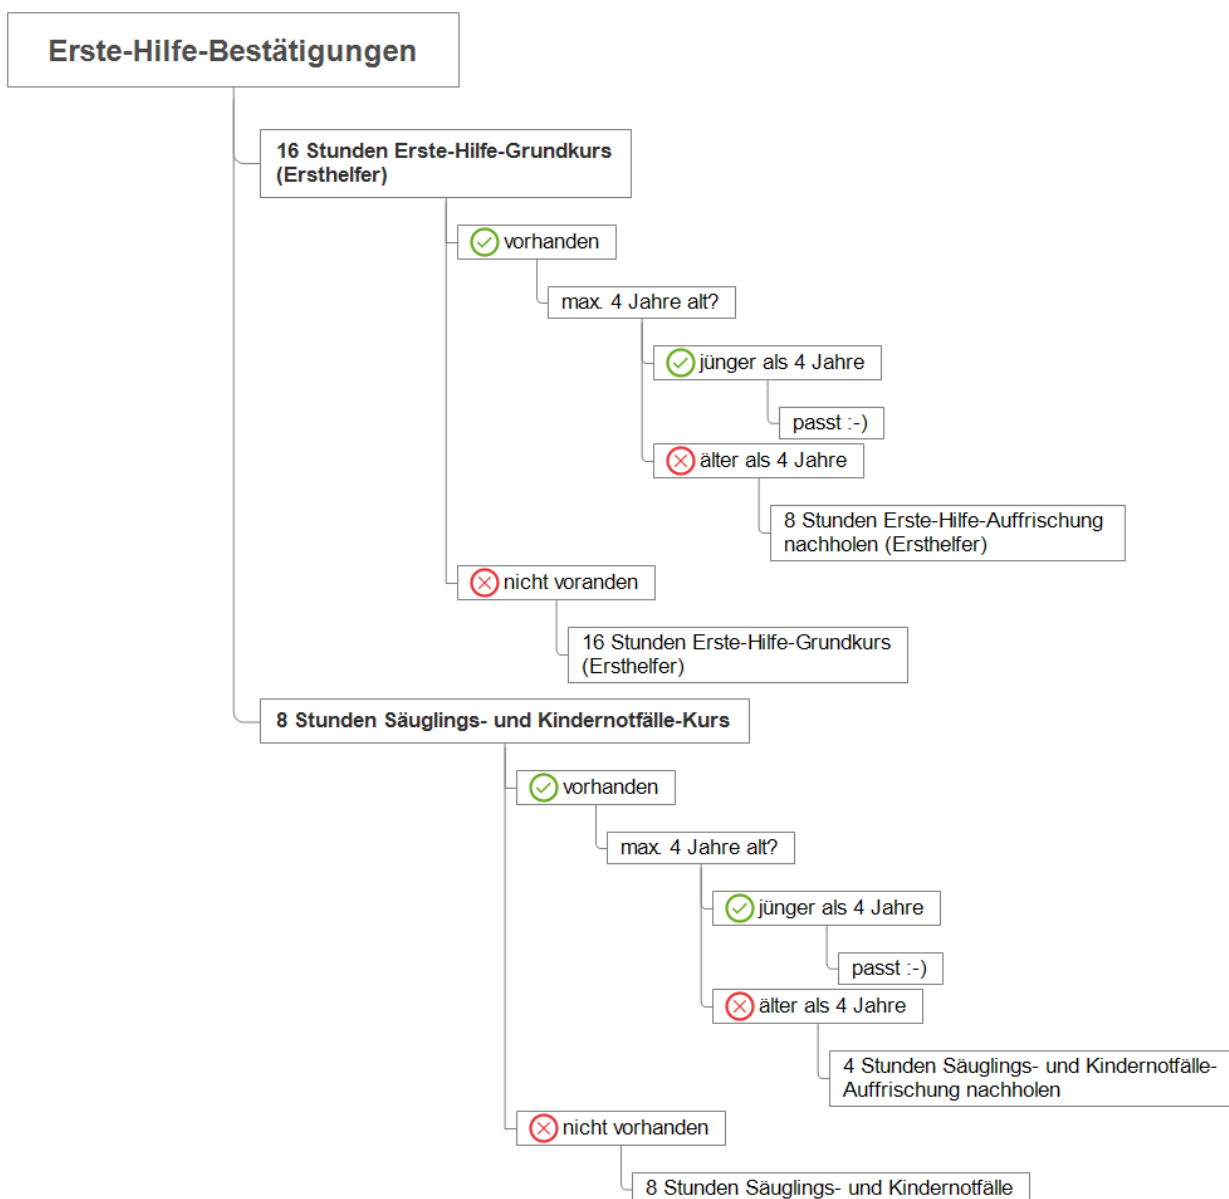 Erste-Hilfe-Bestätigungen
16 Stunden Erste-Hilfe-Grundkurs
(Ersthelfer)
vorhanden
max. 4 Jahre alt?
jünger als 4 Jahre
passt :-)
älter als 4 Jahre
8 Stunden Erste-Hilfe-Auffrischung
nachholen (Ersthelfer)
nicht voranden
16 Stunden Erste-Hilfe-Grundkurs
(Ersthelfer)
8 Stunden Säuglings- und Kindernotfälle-Kurs
vorhanden
max. 4 Jahre alt?
jünger als 4 Jahre
passt :-)
älter als 4 Jahre
4 Stunden Säuglings- und Kindernotfälle-
Auffrischung nachholen
nicht vorhanden
8 Stunden Säuglings- und Kindernotfälle